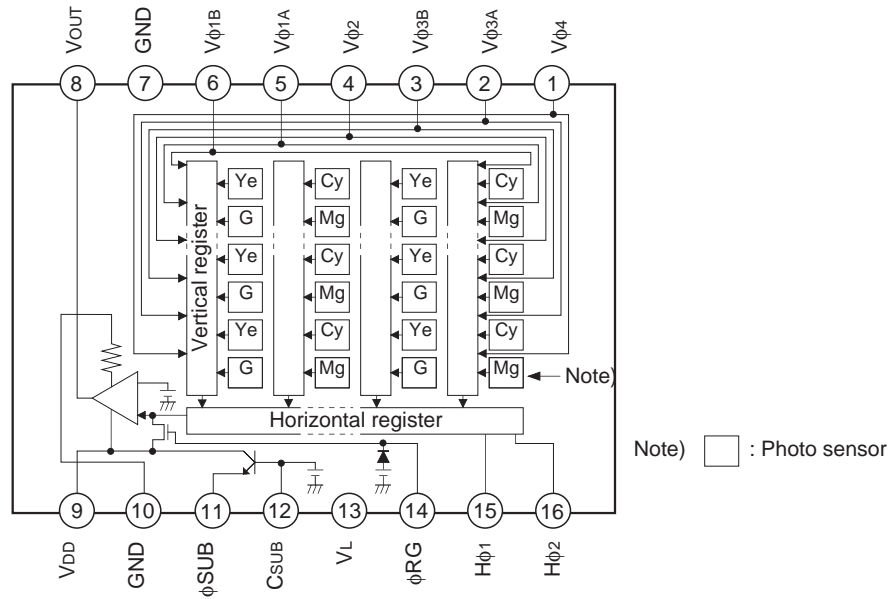 VOUT GND Vϕ1B Vϕ1A Vϕ2 Vϕ3B Vϕ3A Vϕ4
8 7 6 5 4 3 2 1
Ye Cy Ye Cy
G Mg G Mg
Vertical register
Ye Cy Ye Cy
G Mg G Mg
Ye Cy Ye Cy
G Mg G Mg Note)
Horizontal register
Note) : Photo sensor
9 10 11 12 13 14 15 16
VDD GND ϕSUB CSUB VL ϕRG Hϕ1 Hϕ2